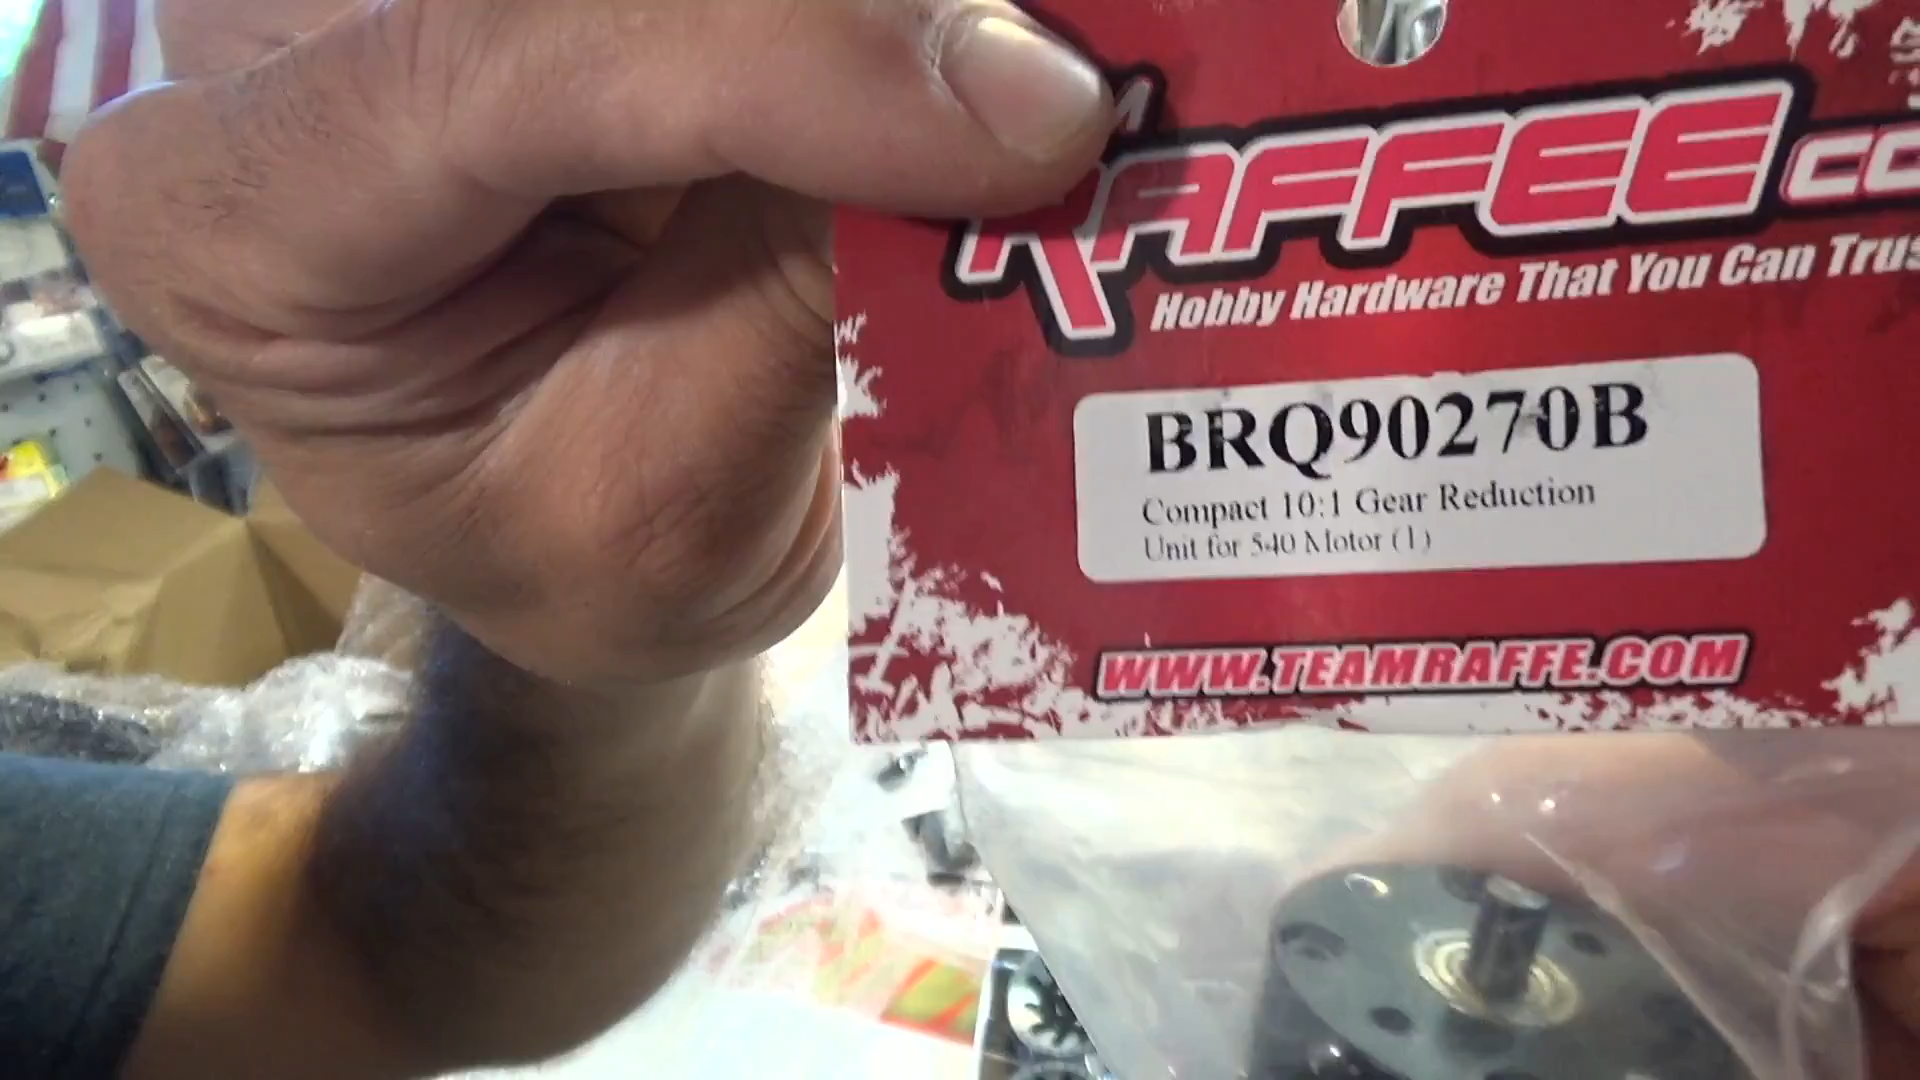 RAFFEE CO
Hobby Hardware That You Can Trus
BRQ90270B
Compact 10:1 Gear Reduction
Unit for 540 Motor (1)
WWW.TEAMRAFFE.COM